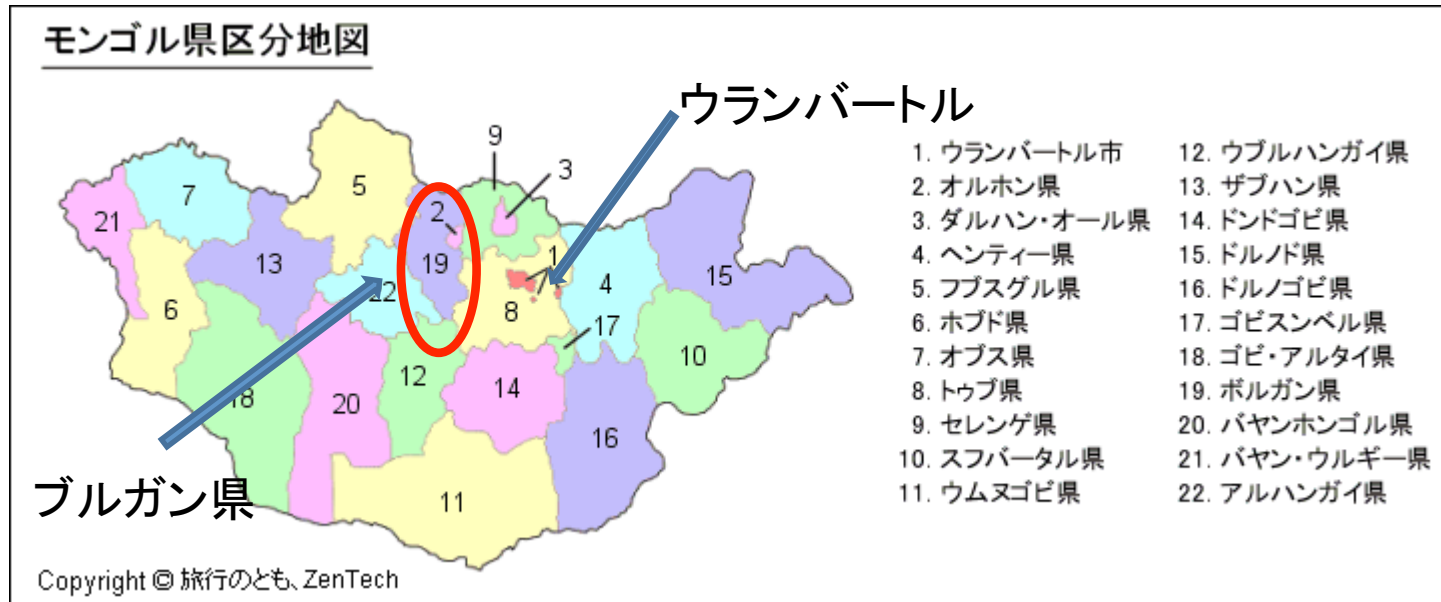 モンゴル県区分地図
ウランバートル
9
3
7
5
2
21
1
13
19
4
15
22
6
8
17
10
12
18
20
14
16
11
ブルガン県
1. ウランバートル市
2. オルホン県
3. ダルハン・オール県
4. ヘンティー県
5. フブスグル県
6. ホブド県
7. オブス県
8. トゥブ県
9. セレンゲ県
10. スフバータル県
11. ウムヌゴビ県
12. ウブルハンガイ県
13. ザブハン県
14. ドンドゴビ県
15. ドルノド県
16. ドルノゴビ県
17. ゴビスンベル県
18. ゴビ・アルタイ県
19. ボルガン県
20. バヤンホンゴル県
21. バヤン・ウルギー県
22. アルハンガイ県
Copyright © 旅行のとも、ZenTech